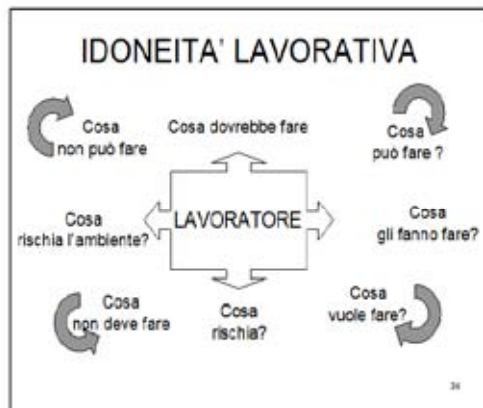 IDONEITA' LAVORATIVA
Cosa
non può fare
Cosa dovrebbe fare
Cosa
può fare ?
Cosa
rischia l'ambiente?
LAVORATORE
Cosa
gli fanno fare?
Cosa
non deve fare
Cosa
rischia?
Cosa
vuole fare?